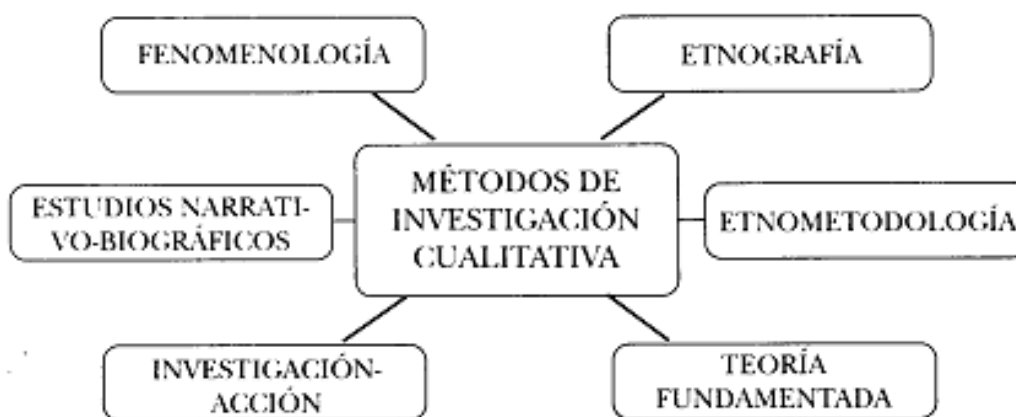 FENOMENOLOGÍA
ETNOGRAFÍA
MÉTODOS DE
INVESTIGACIÓN
CUALITATIVA
ESTUDIOS NARRATI-
VO-BIOGRÁFICOS
ETNOMETODOLOGÍA
INVESTIGACIÓN-
ACCIÓN
TEORÍA
FUNDAMENTADA